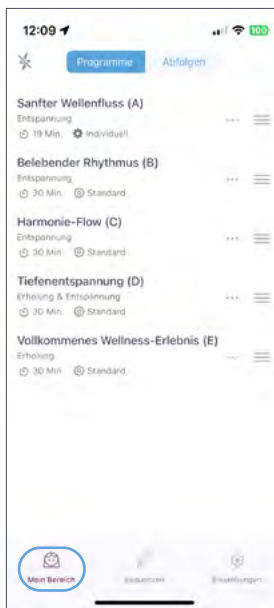 12:09
100
Programme Abfolgen
Sanfter Wellenfluss (A)
Entspannung
19 Min. Individuell
Belebender Rhythmus (B)
Entspannung
30 Min. Standard
Harmonie-Flow (C)
Entspannung
30 Min. Standard
Tiefenentspannung (D)
Erholung & Entspannung
30 Min. Standard
Vollkommenes Wellness-Erlebnis (E)
Erholung
30 Min. Standard
Mein Bereich Einstellungen